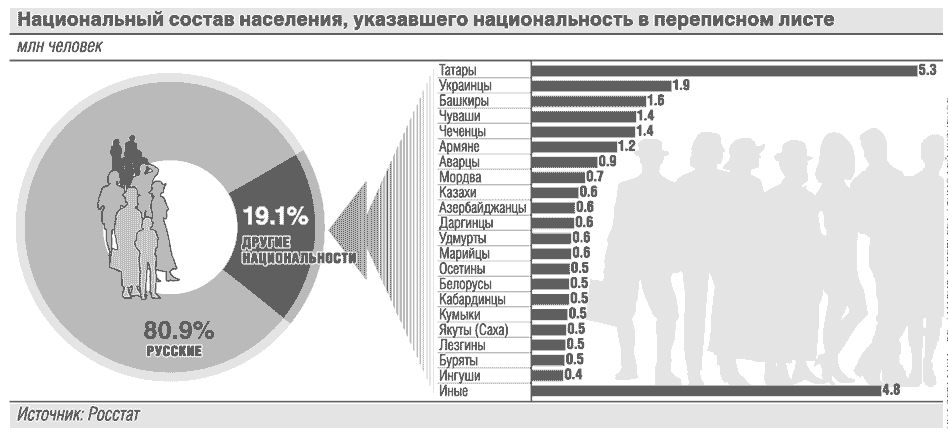 Национальный состав населения, указавшего национальность в переписном листе
млн человек
19.1%
ДРУГИЕ
НАЦИОНАЛЬНОСТИ
80.9%
РУССКИЕ
Татары 5.3
Украинцы 1.9
Башкиры 1.6
Чуваши 1.4
Чеченцы 1.4
Армяне 1.2
Аварцы 0.9
Мордва 0.7
Казахи 0.6
Азербайджанцы 0.6
Даргинцы 0.6
Удмурты 0.6
Марийцы 0.6
Осетины 0.5
Белорусы 0.5
Кабардинцы 0.5
Кумыки 0.5
Якуты (Саха) 0.5
Лезгины 0.5
Буряты 0.5
Ингуши 0.4
Иные 4.8
Источник: Росстат